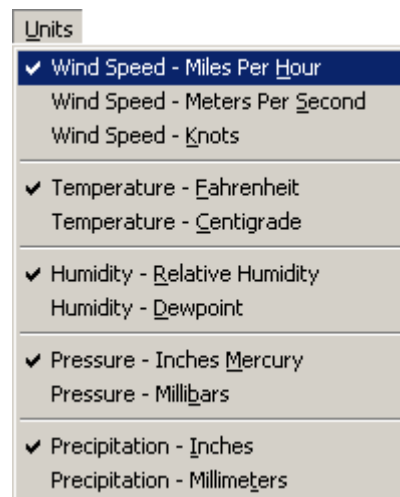 Units
Wind Speed - Miles Per Hour
Wind Speed - Meters Per Second
Wind Speed - Knots
Temperature - Fahrenheit
Temperature - Centigrade
Humidity - Relative Humidity
Humidity - Dewpoint
Pressure - Inches Mercury
Pressure - Millibars
Precipitation - Inches
Precipitation - Millimeters